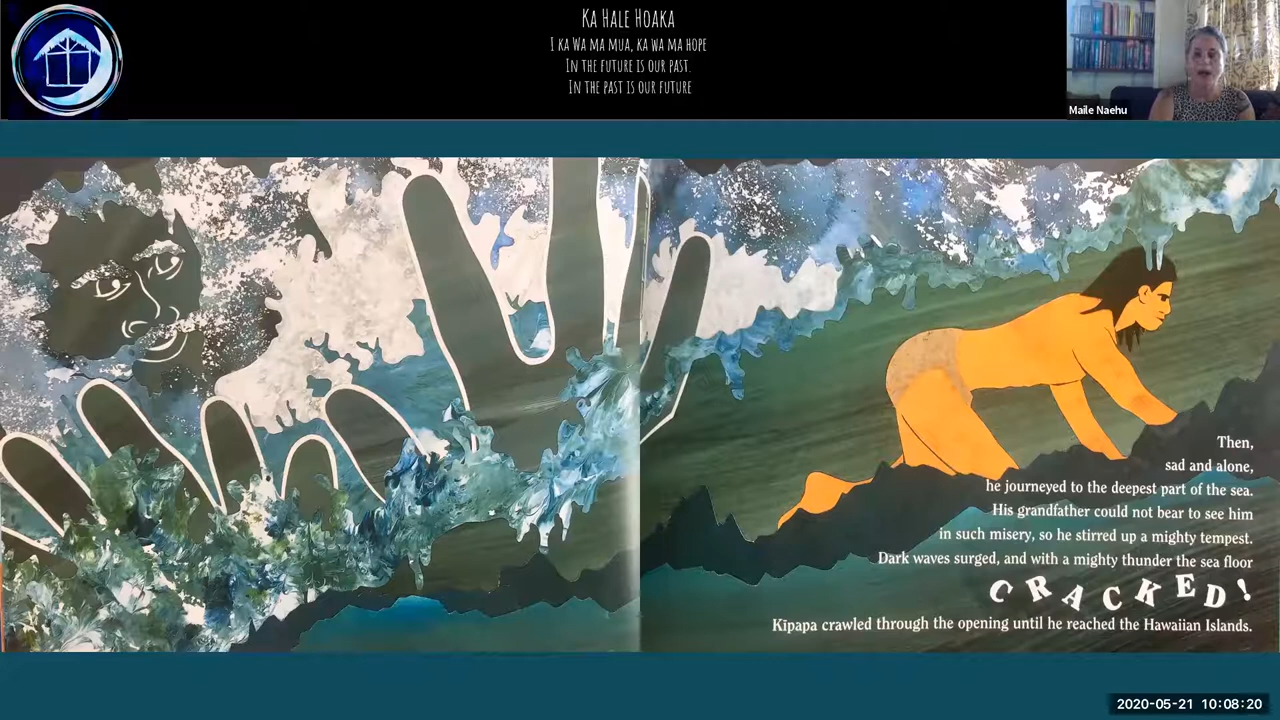 KA HALE HOAKA
I KA WA MA MUA, KA WA MA HOPE
IN THE FUTURE IS OUR PAST.
IN THE PAST IS OUR FUTURE
Maile Naehu
Then,
sad and alone,
he journeyed to the deepest part of the sea.
His grandfather could not bear to see him
in such misery, so he stirred up a mighty tempest.
Dark waves surged, and with a mighty thunder the sea floor
CRACKED!
Kīpapa crawled through the opening until he reached the Hawaiian Islands.
2020-05-21 10:08:20